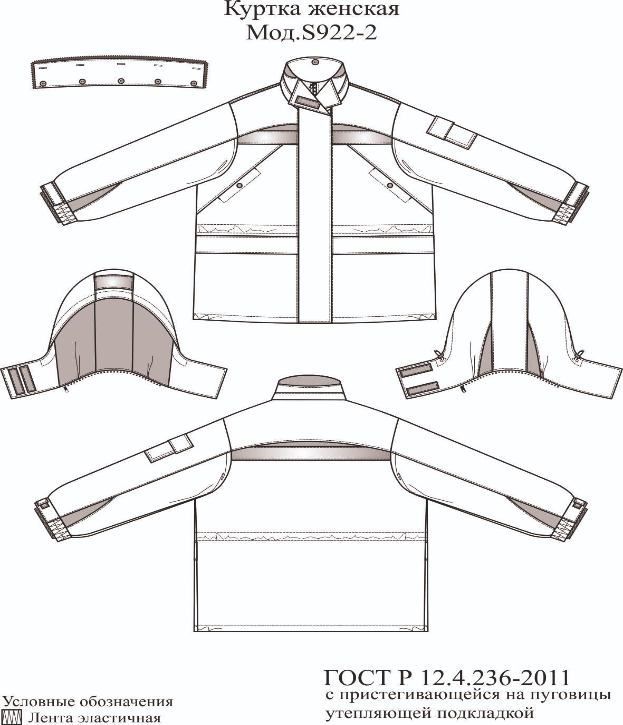 Куртка женская
Мод.S922-2
ГОСТ Р 12.4.236-2011
с пристегивающейся на пуговицы
утепляющей подкладкой
Условные обозначения
Лента эластичная